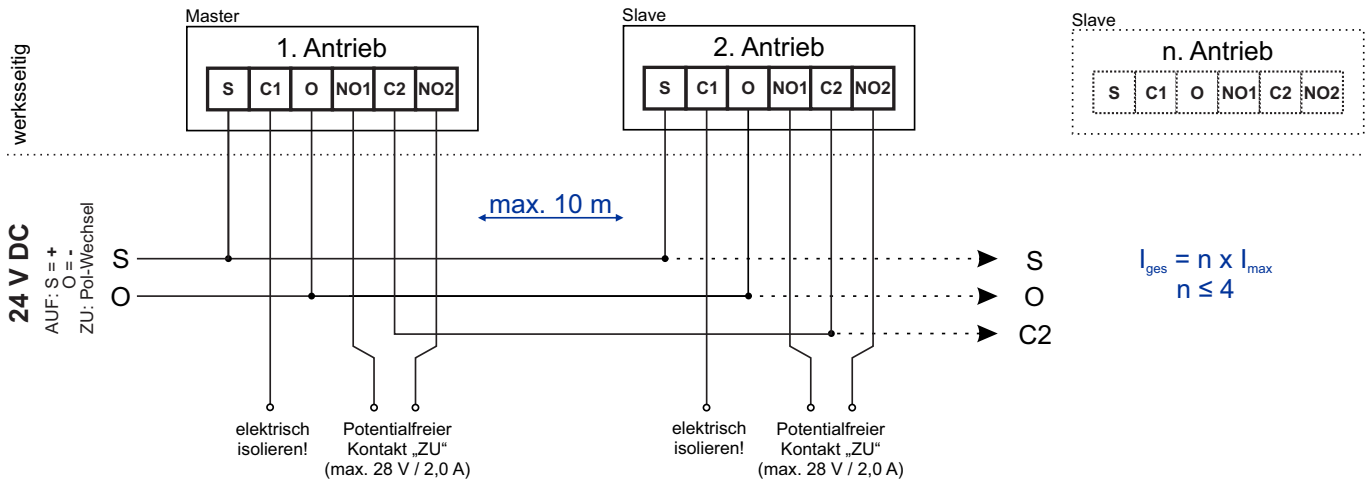 Master
1. Antrieb
S C1 O NO1 C2 NO2
Slave
2. Antrieb
S C1 O NO1 C2 NO2
Slave
n. Antrieb
S C1 O NO1 C2 NO2
werksseitig
max. 10 m
24 V DC
AUF: S = +
O = -
ZU: Pol-Wechsel
S
O
S
O
C2
Iges = n x Imax
n ≤ 4
elektrisch
isolieren!
Potentialfreier
Kontakt „ZU“
(max. 28 V / 2,0 A)
elektrisch
isolieren!
Potentialfreier
Kontakt „ZU“
(max. 28 V / 2,0 A)